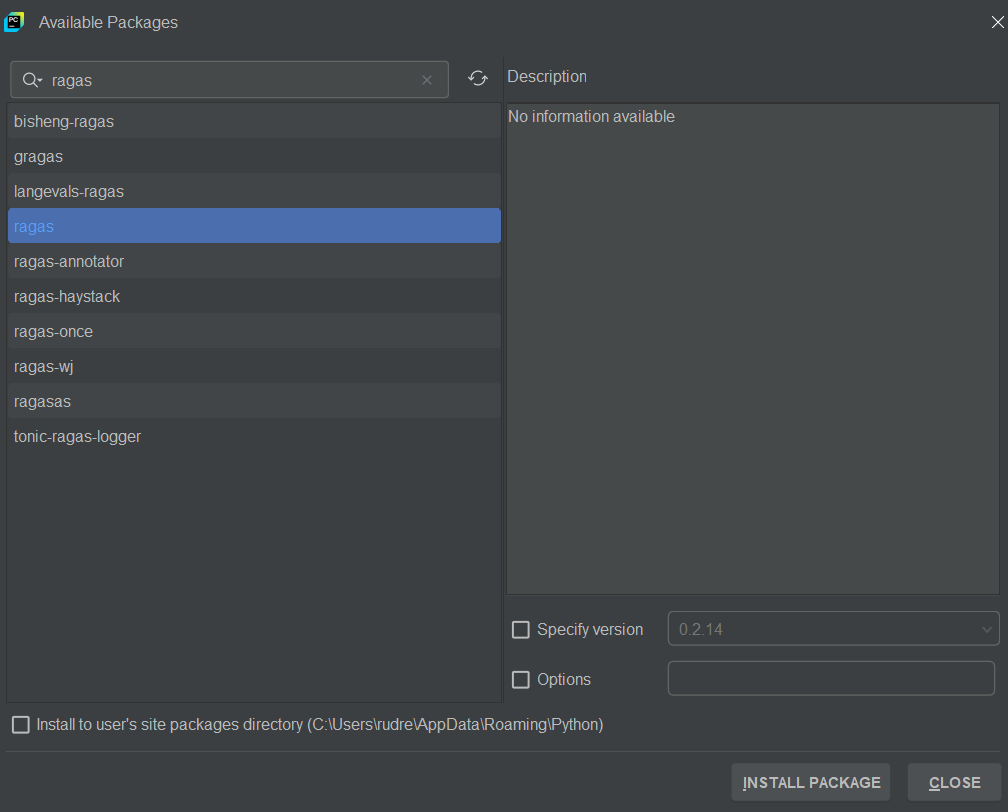 PC
Available Packages
ragas
bisheng-ragas
gragas
langevals-ragas
ragas
ragas-annotator
ragas-haystack
ragas-once
ragas-wj
ragasas
tonic-ragas-logger
Description
No information available
Specify version
0.2.14
Options
Install to user's site packages directory (C:\Users\rudre\AppData\Roaming\Python)
INSTALL PACKAGE
CLOSE